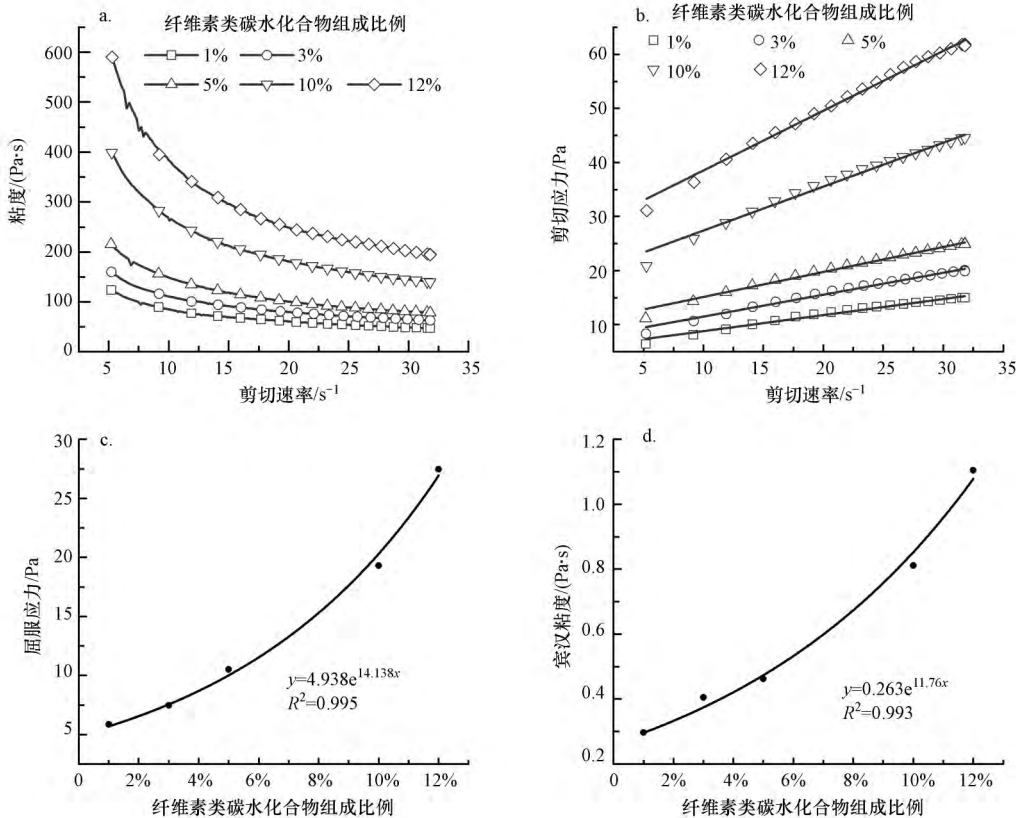 a.
纤维素类碳水化合物组成比例
1% 3%
5% 10% 12%
600
500
400
300
200
100
0
粘度/(Pa·s)
5 10 15 20 25 30 35
剪切速率/s⁻¹
b.
纤维素类碳水化合物组成比例
1% 3% 5%
10% 12%
60
50
40
30
20
10
剪切应力/Pa
5 10 15 20 25 30 35
剪切速率/s⁻¹
c.
30
25
20
15
10
5
屈服应力/Pa
y=4.938e¹⁴·¹³⁸ˣ
R²=0.995
0 2% 4% 6% 8% 10% 12%
纤维素类碳水化合物组成比例
d.
1.2
1.0
0.8
0.6
0.4
0.2
宾汉粘度/(Pa·s)
y=0.263e¹¹·⁷⁶ˣ
R²=0.993
0 2% 4% 6% 8% 10% 12%
纤维素类碳水化合物组成比例